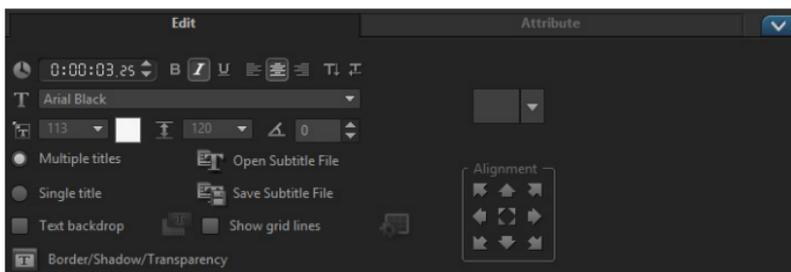 Edit Attribute
0:00:03.25 B I U
T Arial Black
113 120 0
Multiple titles Open Subtitle File
Alignment
Single title Save Subtitle File
Text backdrop Show grid lines
Border/Shadow/Transparency